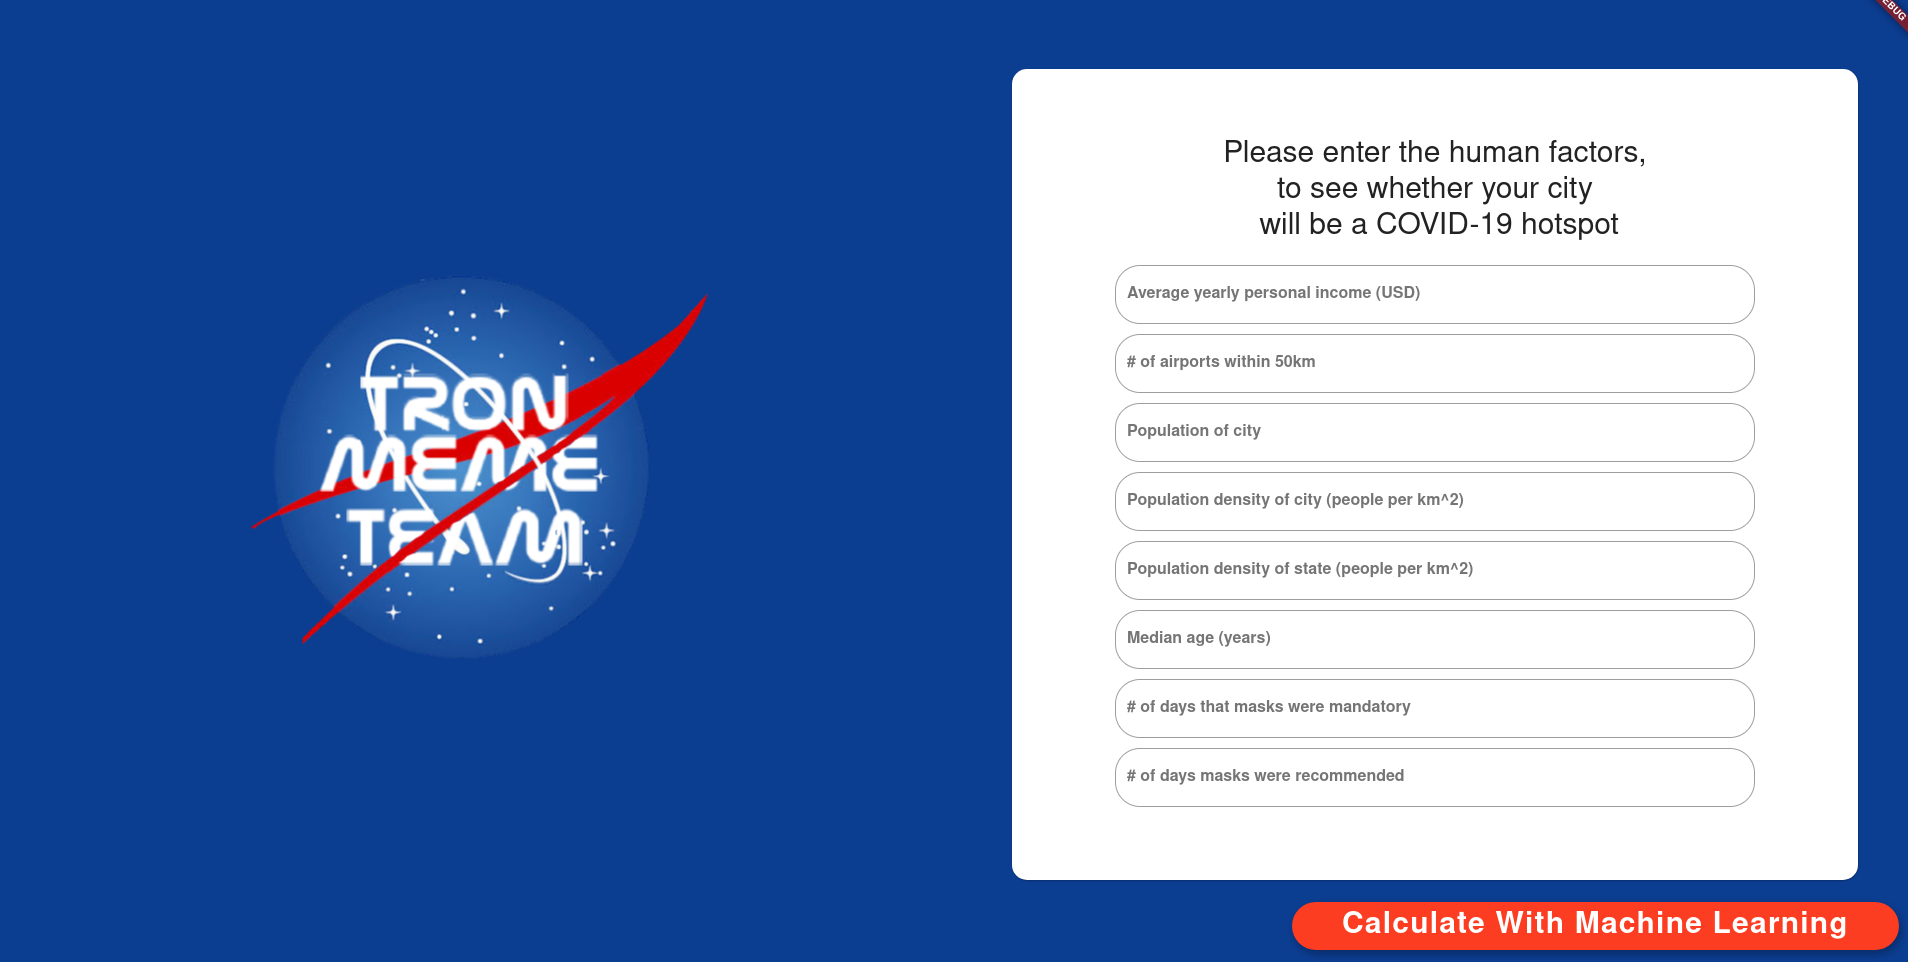 TRON
MEME
TEAM
Please enter the human factors,
to see whether your city
will be a COVID-19 hotspot
Average yearly personal income (USD)
# of airports within 50km
Population of city
Population density of city (people per km^2)
Population density of state (people per km^2)
Median age (years)
# of days that masks were mandatory
# of days masks were recommended
Calculate With Machine Learning